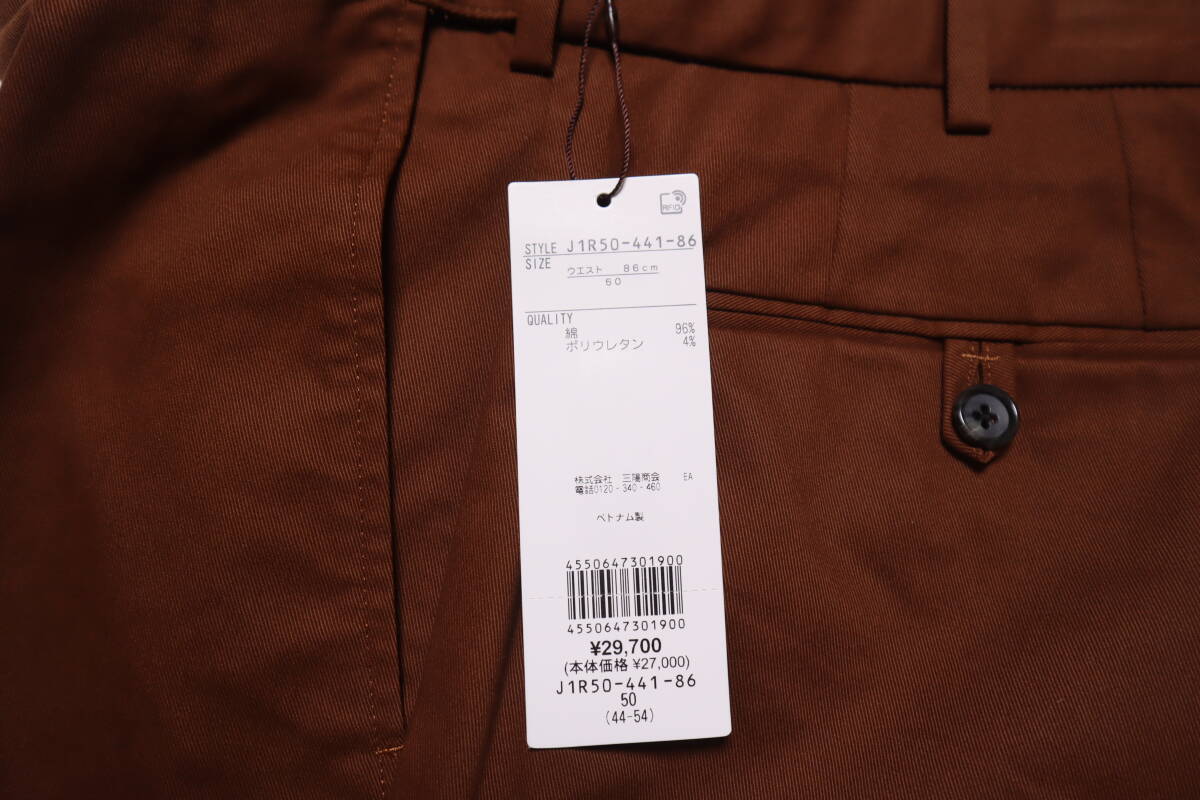 RFID
STYLE J1R50-441-86
SIZE
ウエスト 86cm
50
QUALITY
綿 96%
ポリウレタン 4%
株式会社 三陽商会 EA
電話0120-340-460
ベトナム製
4550647301900
4550647301900
¥29,700
(本体価格 ¥27,000)
J1R50-441-86
50
(44-54)